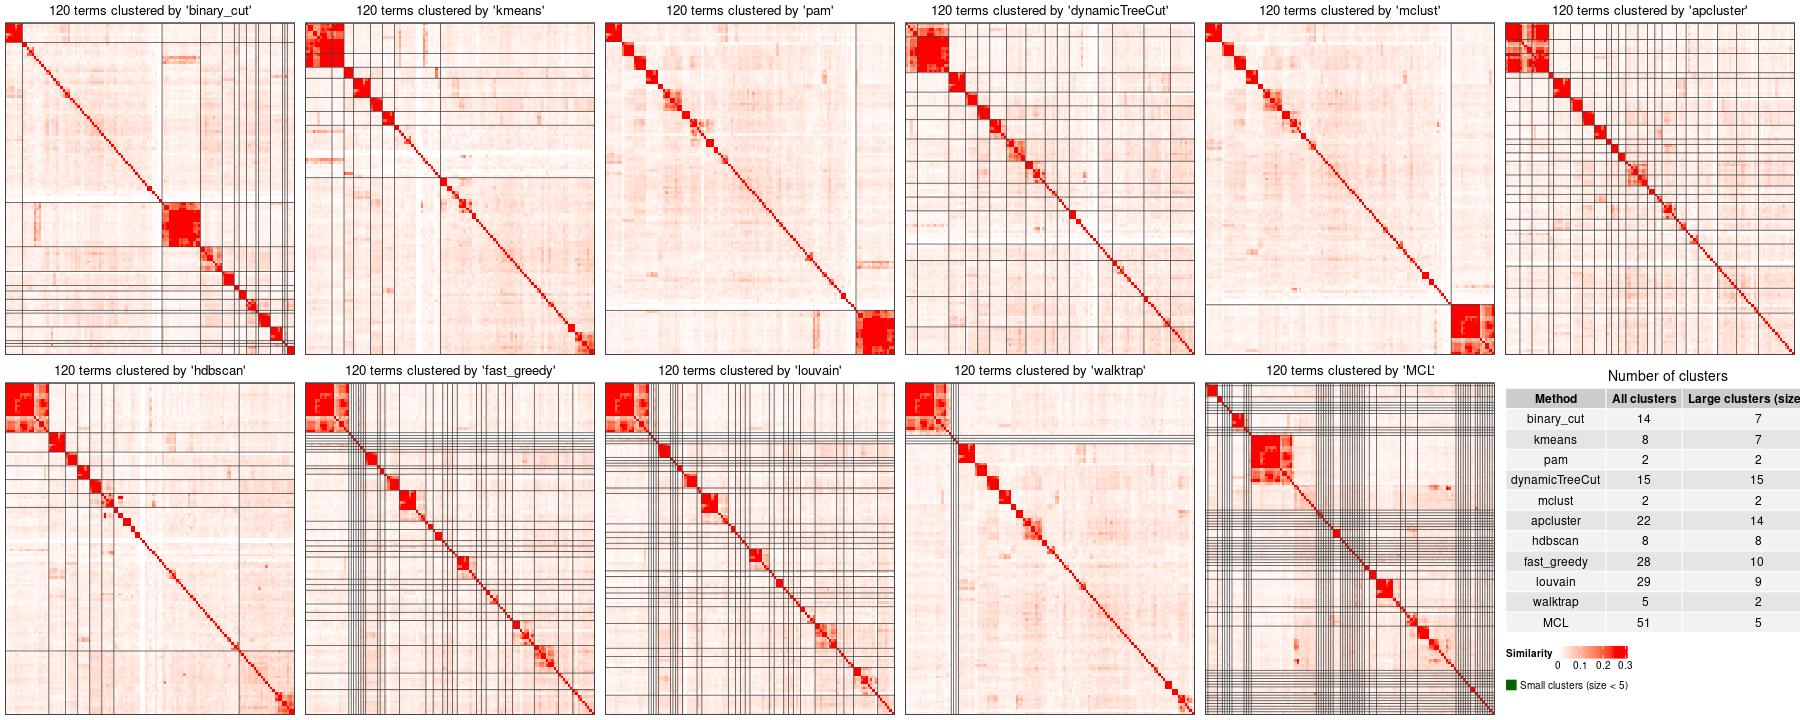 120 terms clustered by 'binary_cut'
120 terms clustered by 'kmeans'
120 terms clustered by 'pam'
120 terms clustered by 'dynamicTreeCut'
120 terms clustered by 'mclust'
120 terms clustered by 'apcluster'
120 terms clustered by 'hdbscan'
120 terms clustered by 'fast_greedy'
120 terms clustered by 'louvain'
120 terms clustered by 'walktrap'
120 terms clustered by 'MCL'
Number of clusters
Method All clusters Large clusters (size
binary_cut 14 7
kmeans 8 7
pam 2 2
dynamicTreeCut 15 15
mclust 2 2
apcluster 22 14
hdbscan 8 8
fast_greedy 28 10
louvain 29 9
walktrap 5 2
MCL 51 5
Similarity
0 0.1 0.2 0.3
Small clusters (size < 5)